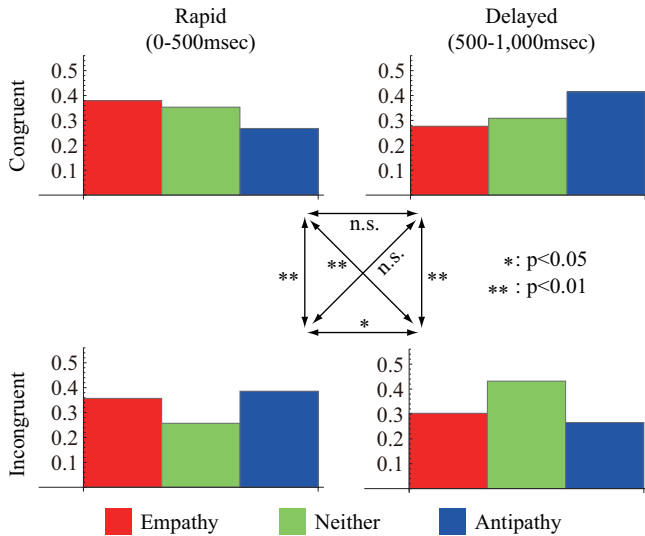 Rapid
(0-500msec)
Delayed
(500-1,000msec)
Congruent
0.5
0.4
0.3
0.2
0.1
0.5
0.4
0.3
0.2
0.1
n.s.
**
**
n.s.
**
*
*: p<0.05
** : p<0.01
Incongruent
0.5
0.4
0.3
0.2
0.1
0.5
0.4
0.3
0.2
0.1
Empathy
Neither
Antipathy